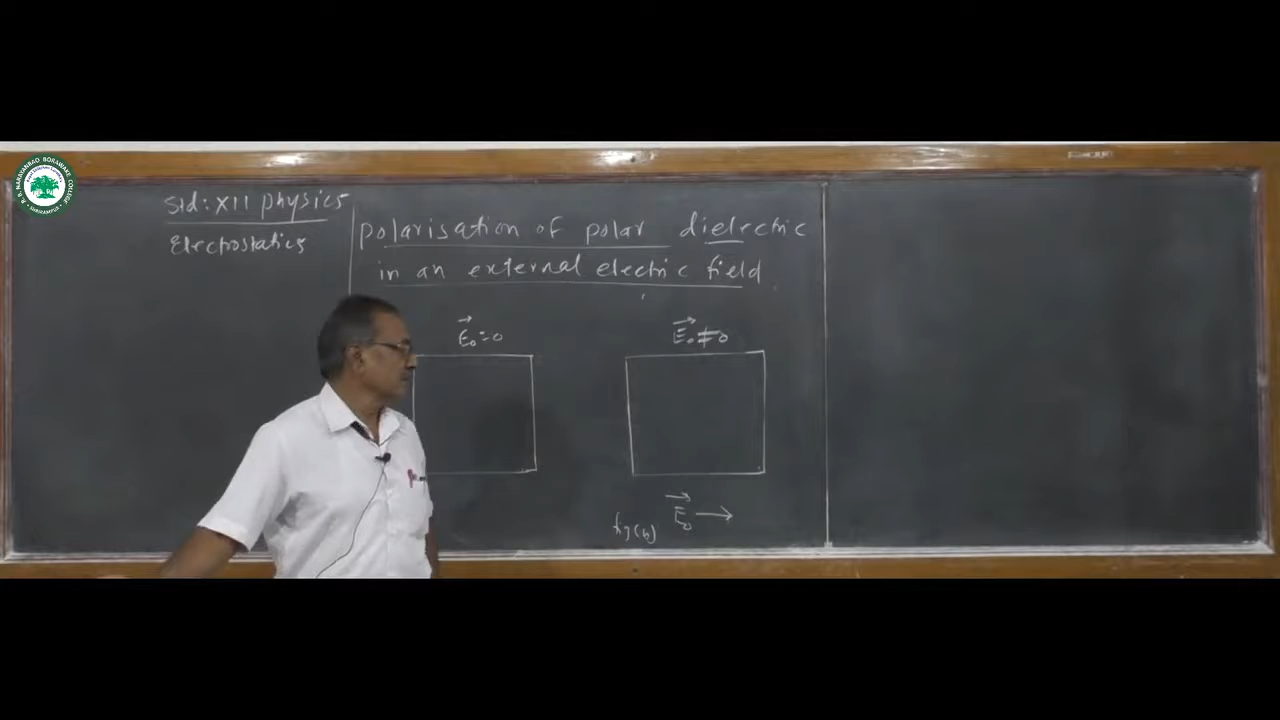 Std: XII physics
Electrostatics
polarisation of polar dielectric
in an external electric field
E₀ = 0
E₀ ≠ 0
E₀
fig(b)